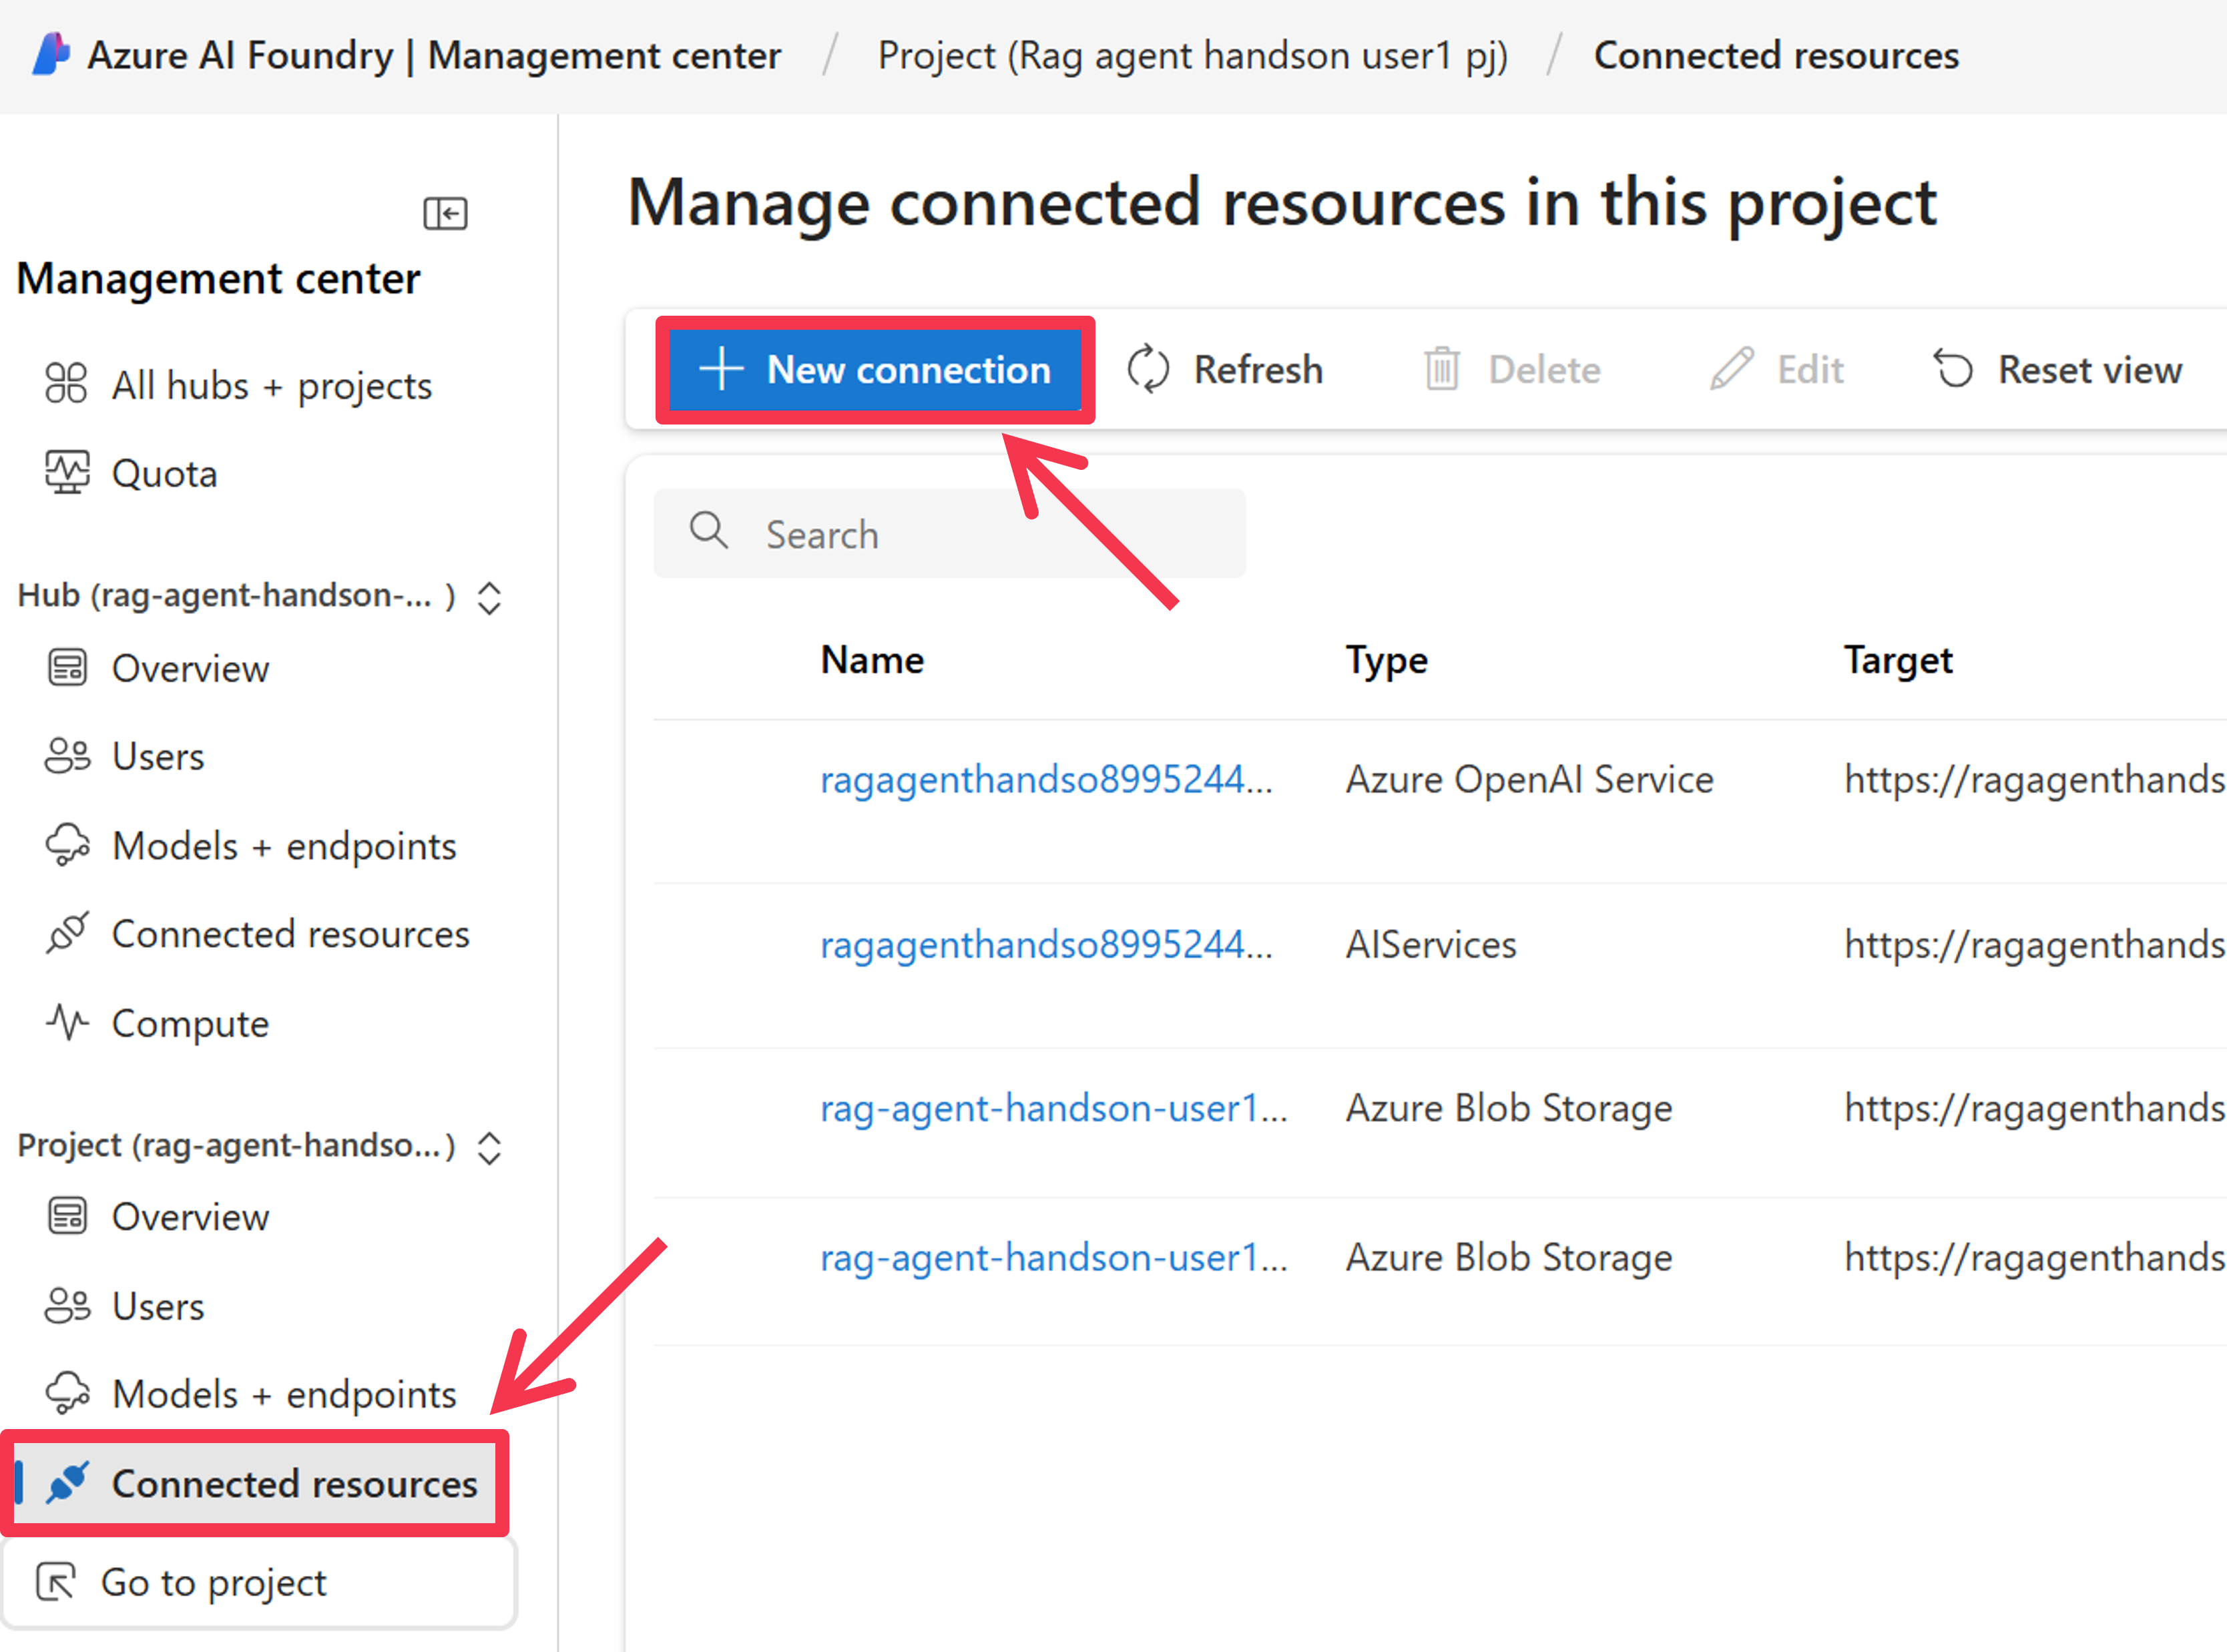 Azure AI Foundry | Management center / Project (Rag agent handson user1 pj) / Connected resources
Management center
All hubs + projects
Quota
Hub (rag-agent-handson-... )
Overview
Users
Models + endpoints
Connected resources
Compute
Project (rag-agent-handso...)
Overview
Users
Models + endpoints
Connected resources
Go to project
Manage connected resources in this project
New connection Refresh Delete Edit Reset view
Search
Name Type Target
ragagenthandso8995244... Azure OpenAI Service https://ragagenthands
ragagenthandso8995244... AIServices https://ragagenthands
rag-agent-handson-user1... Azure Blob Storage https://ragagenthands
rag-agent-handson-user1... Azure Blob Storage https://ragagenthands